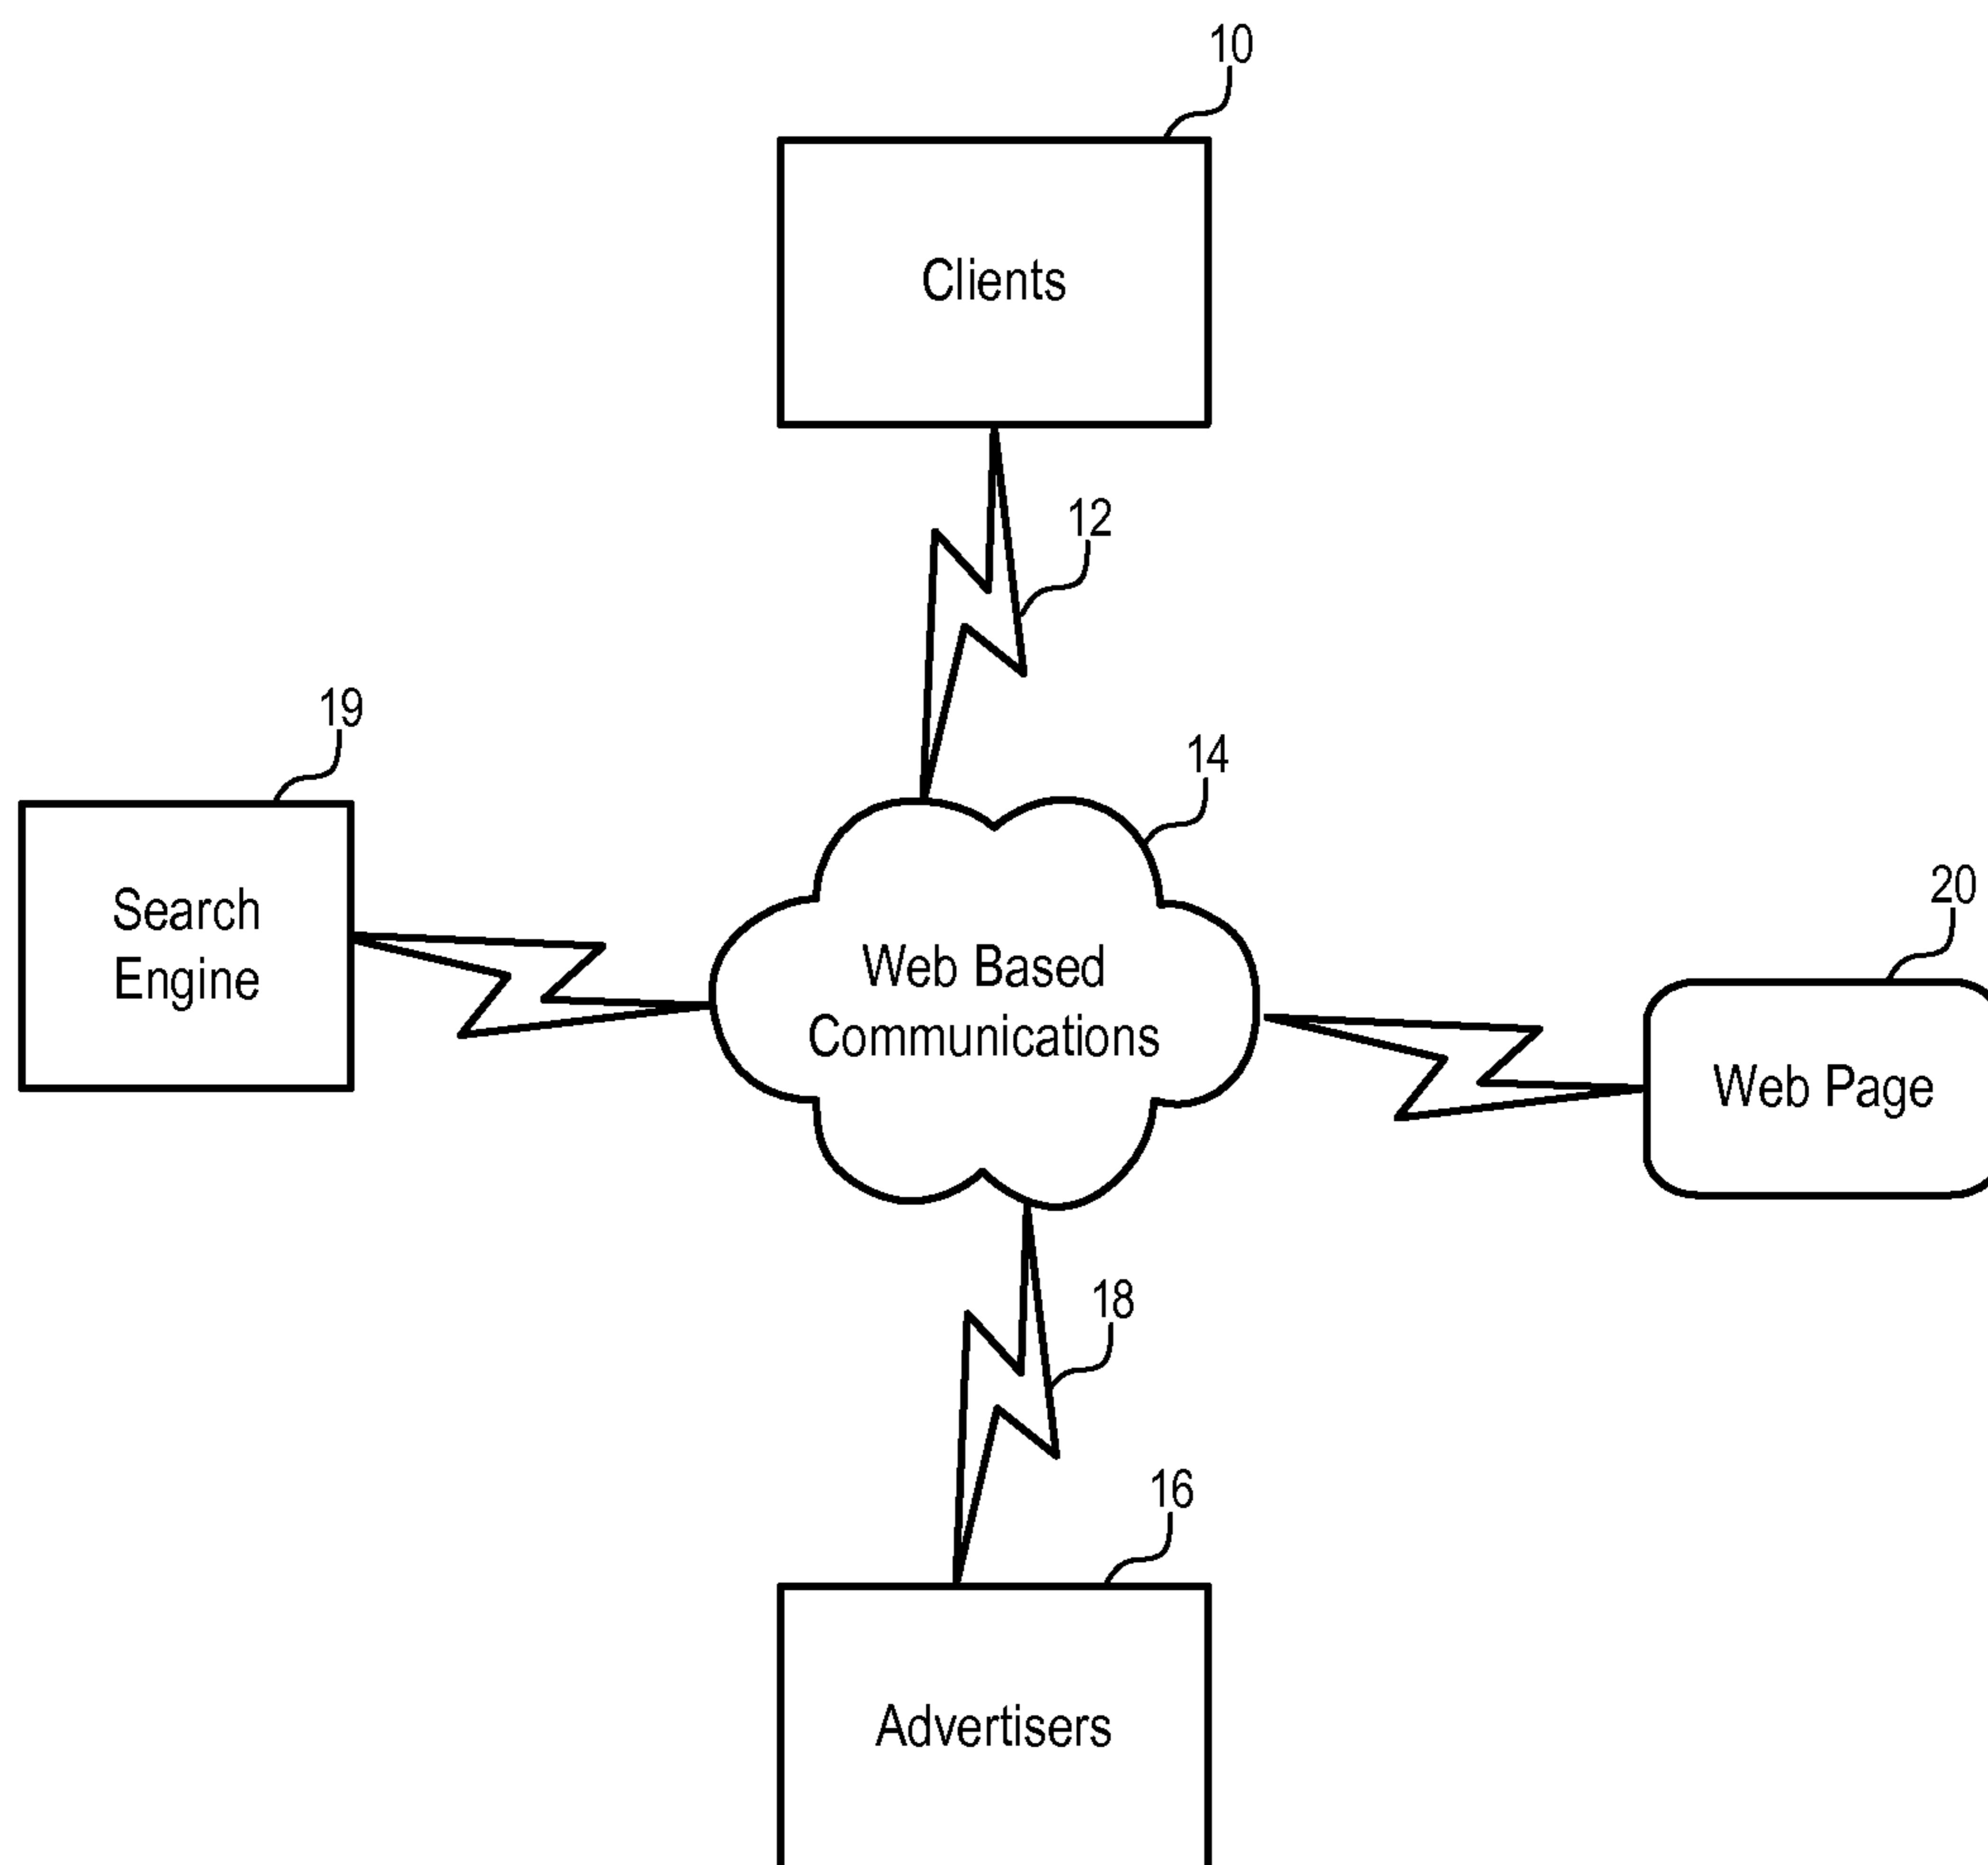 10
Clients
12
19
14
20
Search
Engine
Web Based
Communications
Web Page
18
16
Advertisers